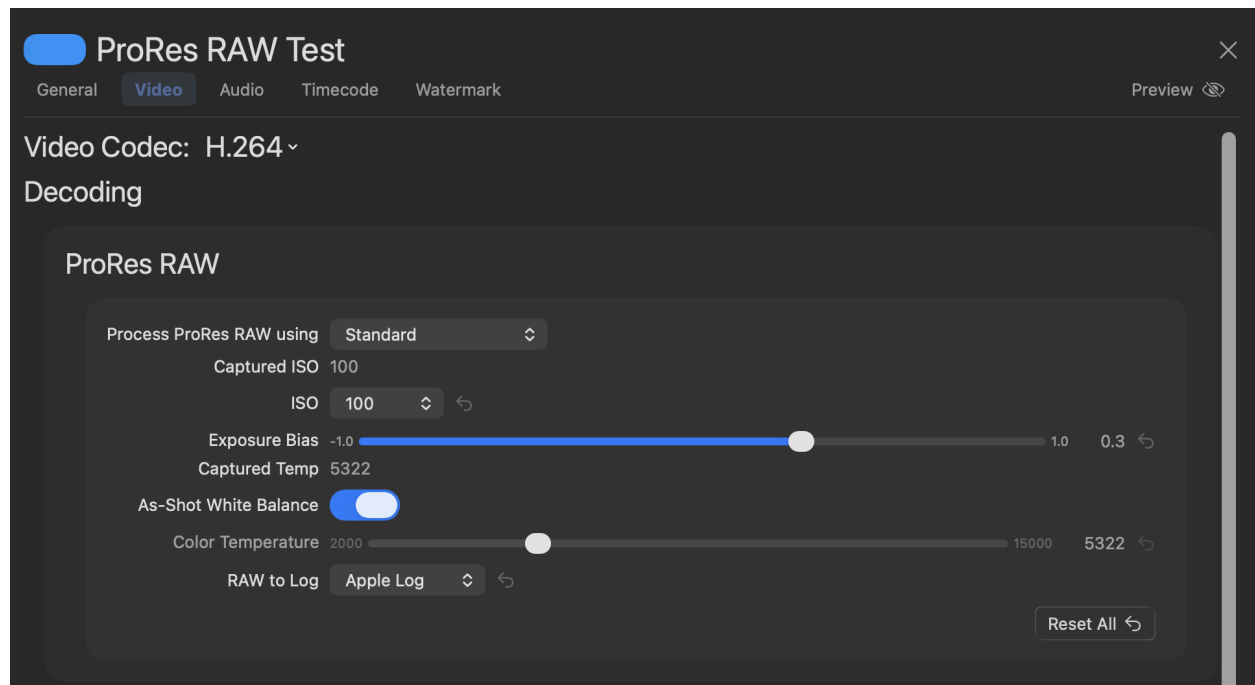 ProRes RAW Test
General Video Audio Timecode Watermark Preview
Video Codec: H.264
Decoding
ProRes RAW
Process ProRes RAW using Standard
Captured ISO 100
ISO 100
Exposure Bias -1.0 1.0 0.3
Captured Temp 5322
As-Shot White Balance
Color Temperature 2000 15000 5322
RAW to Log Apple Log
Reset All